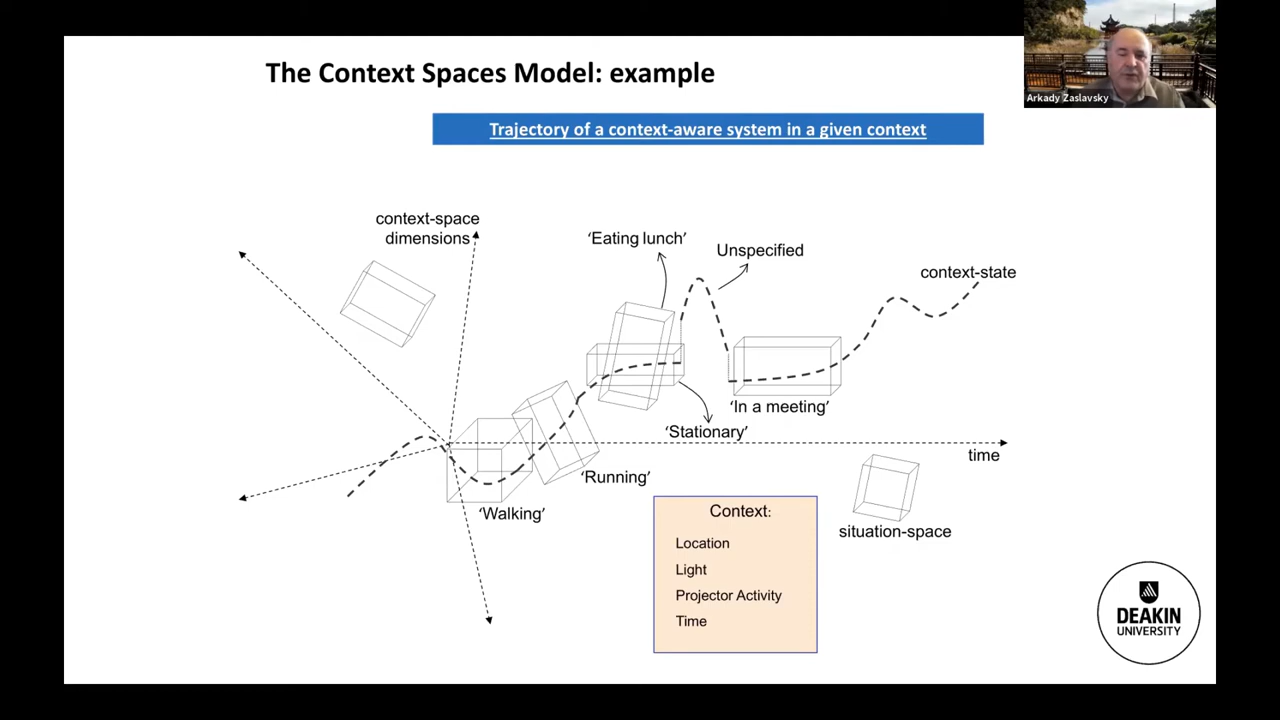 The Context Spaces Model: example
Arkady Zaslavsky
Trajectory of a context-aware system in a given context
context-space
dimensions
‘Eating lunch’
Unspecified
context-state
‘In a meeting’
‘Stationary’
time
‘Running’
‘Walking’
situation-space
Context:
Location
Light
Projector Activity
Time
DEAKIN
UNIVERSITY